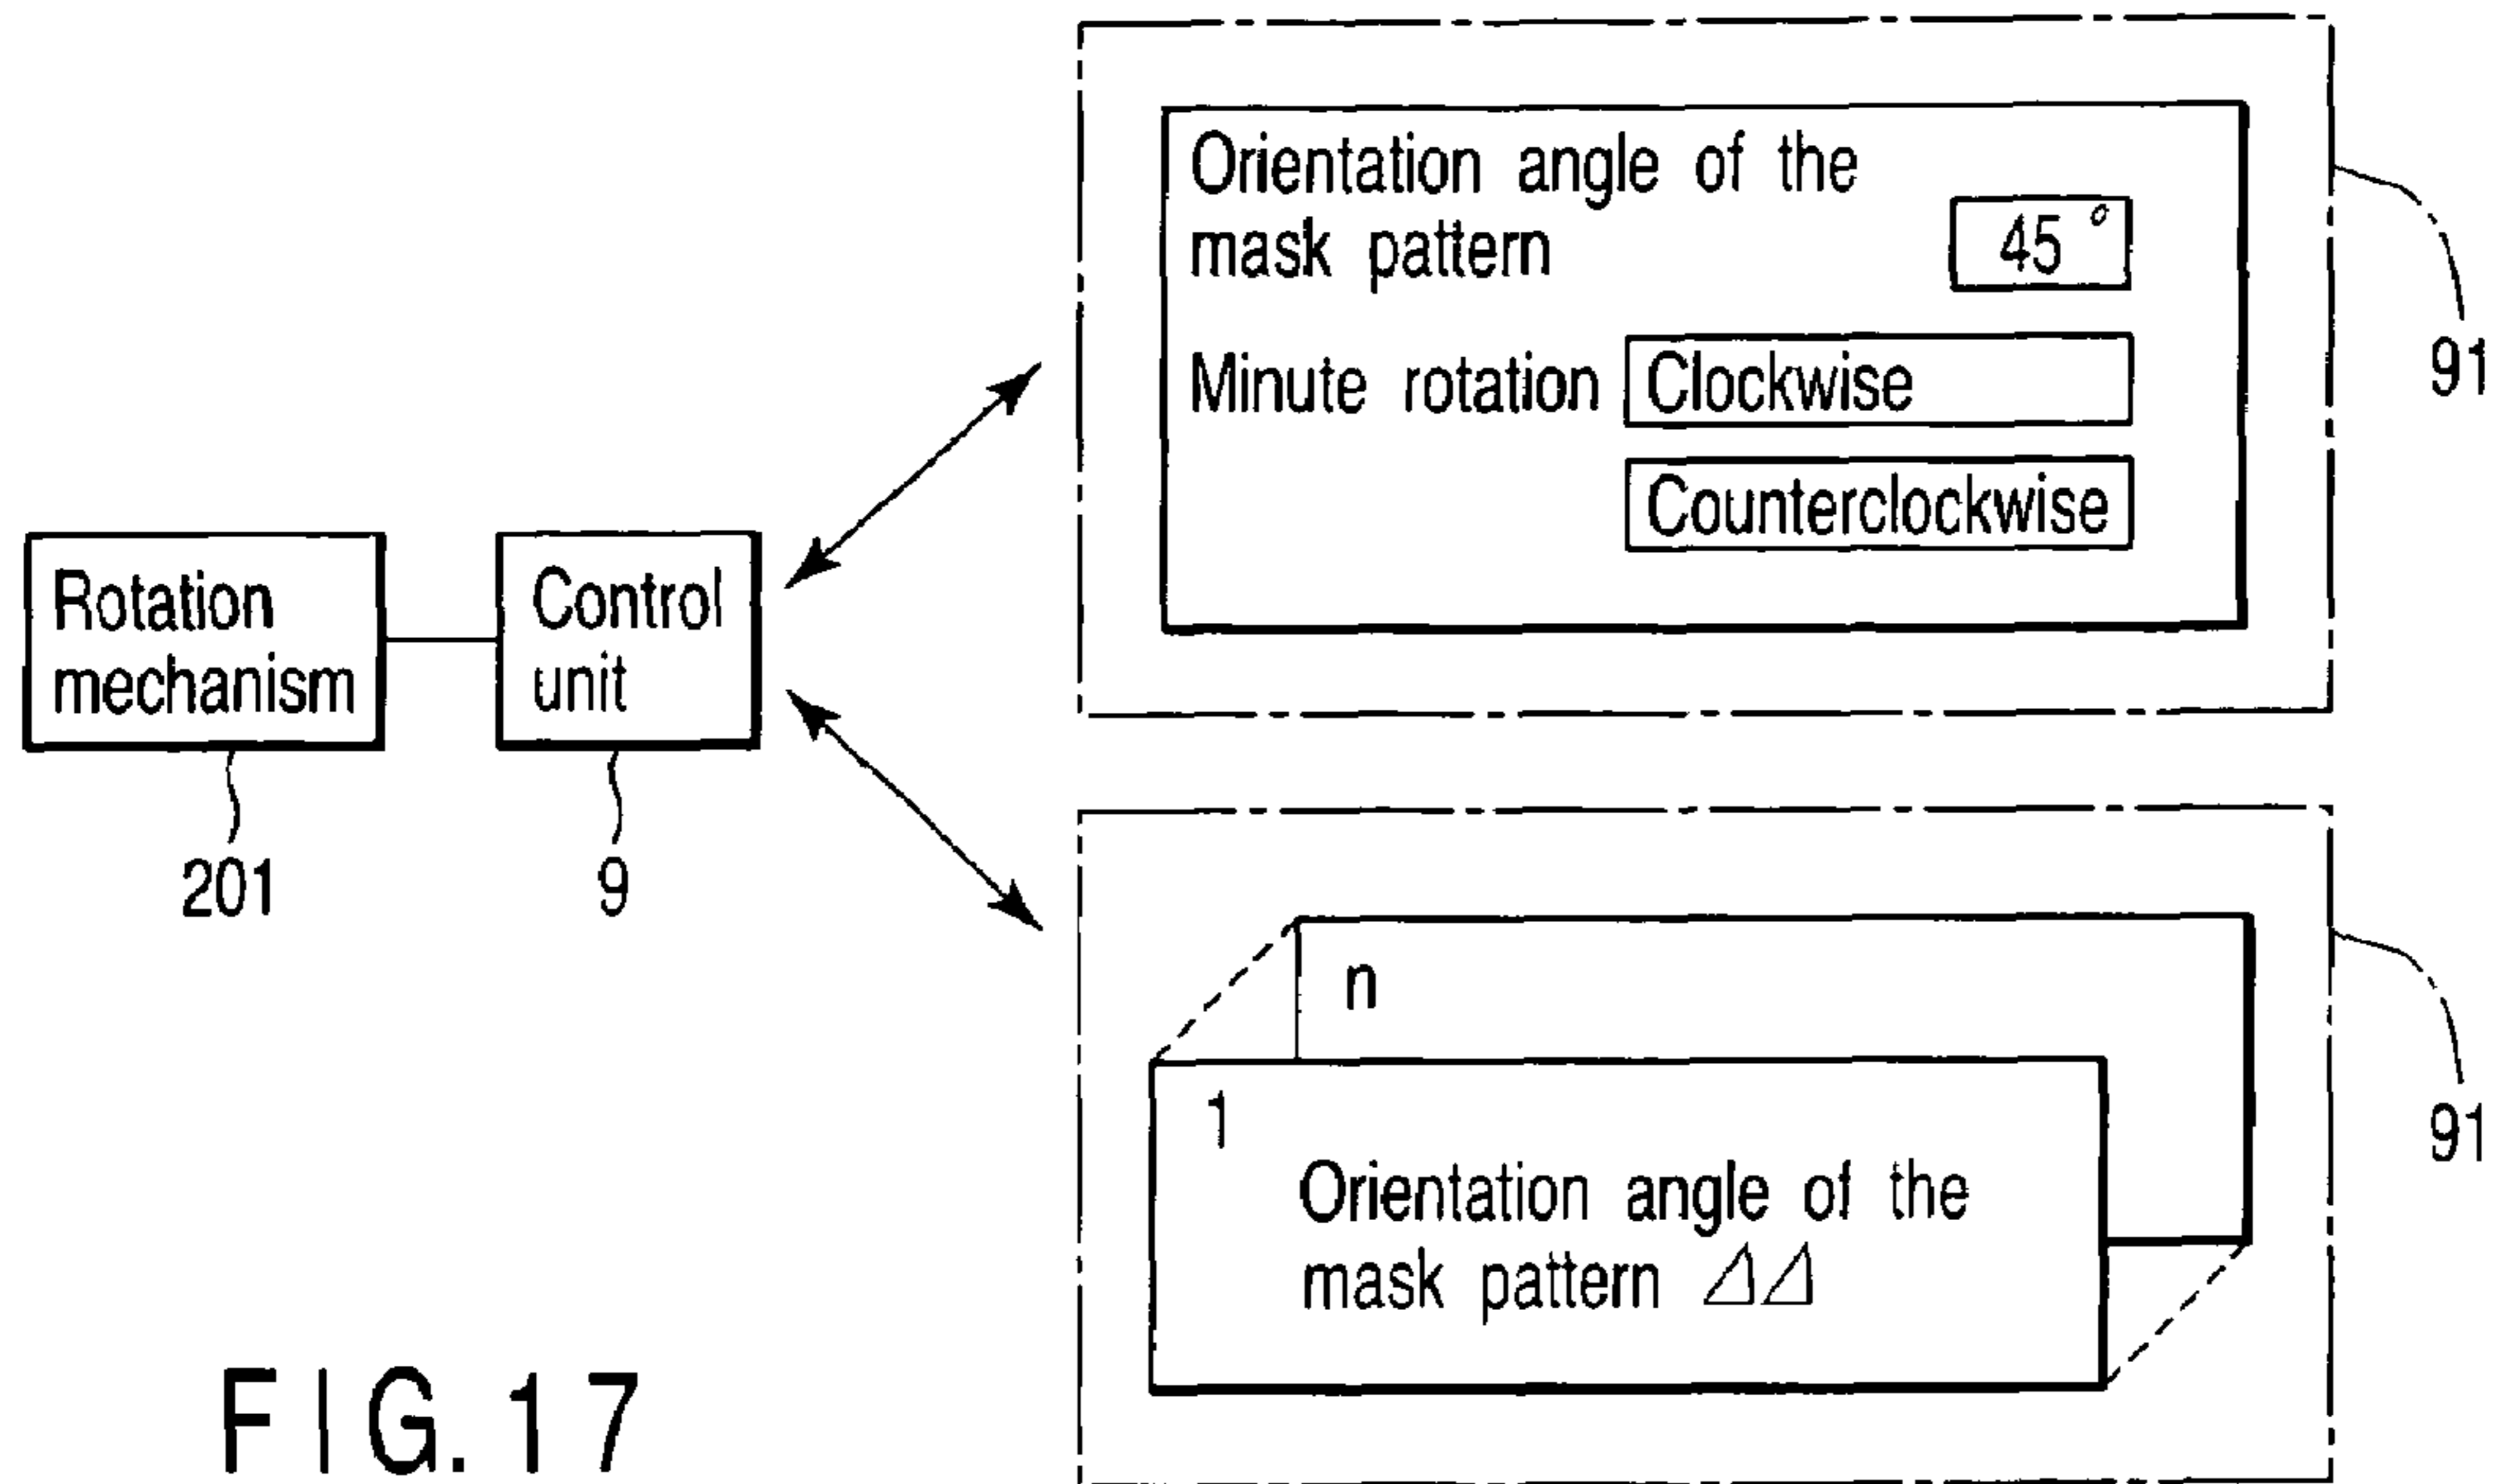 Orientation angle of the
mask pattern
45°
Minute rotation
Clockwise
Counterclockwise
91
Rotation
mechanism
Control
unit
201
9
n
1
Orientation angle of the
mask pattern △△
91
FIG. 17